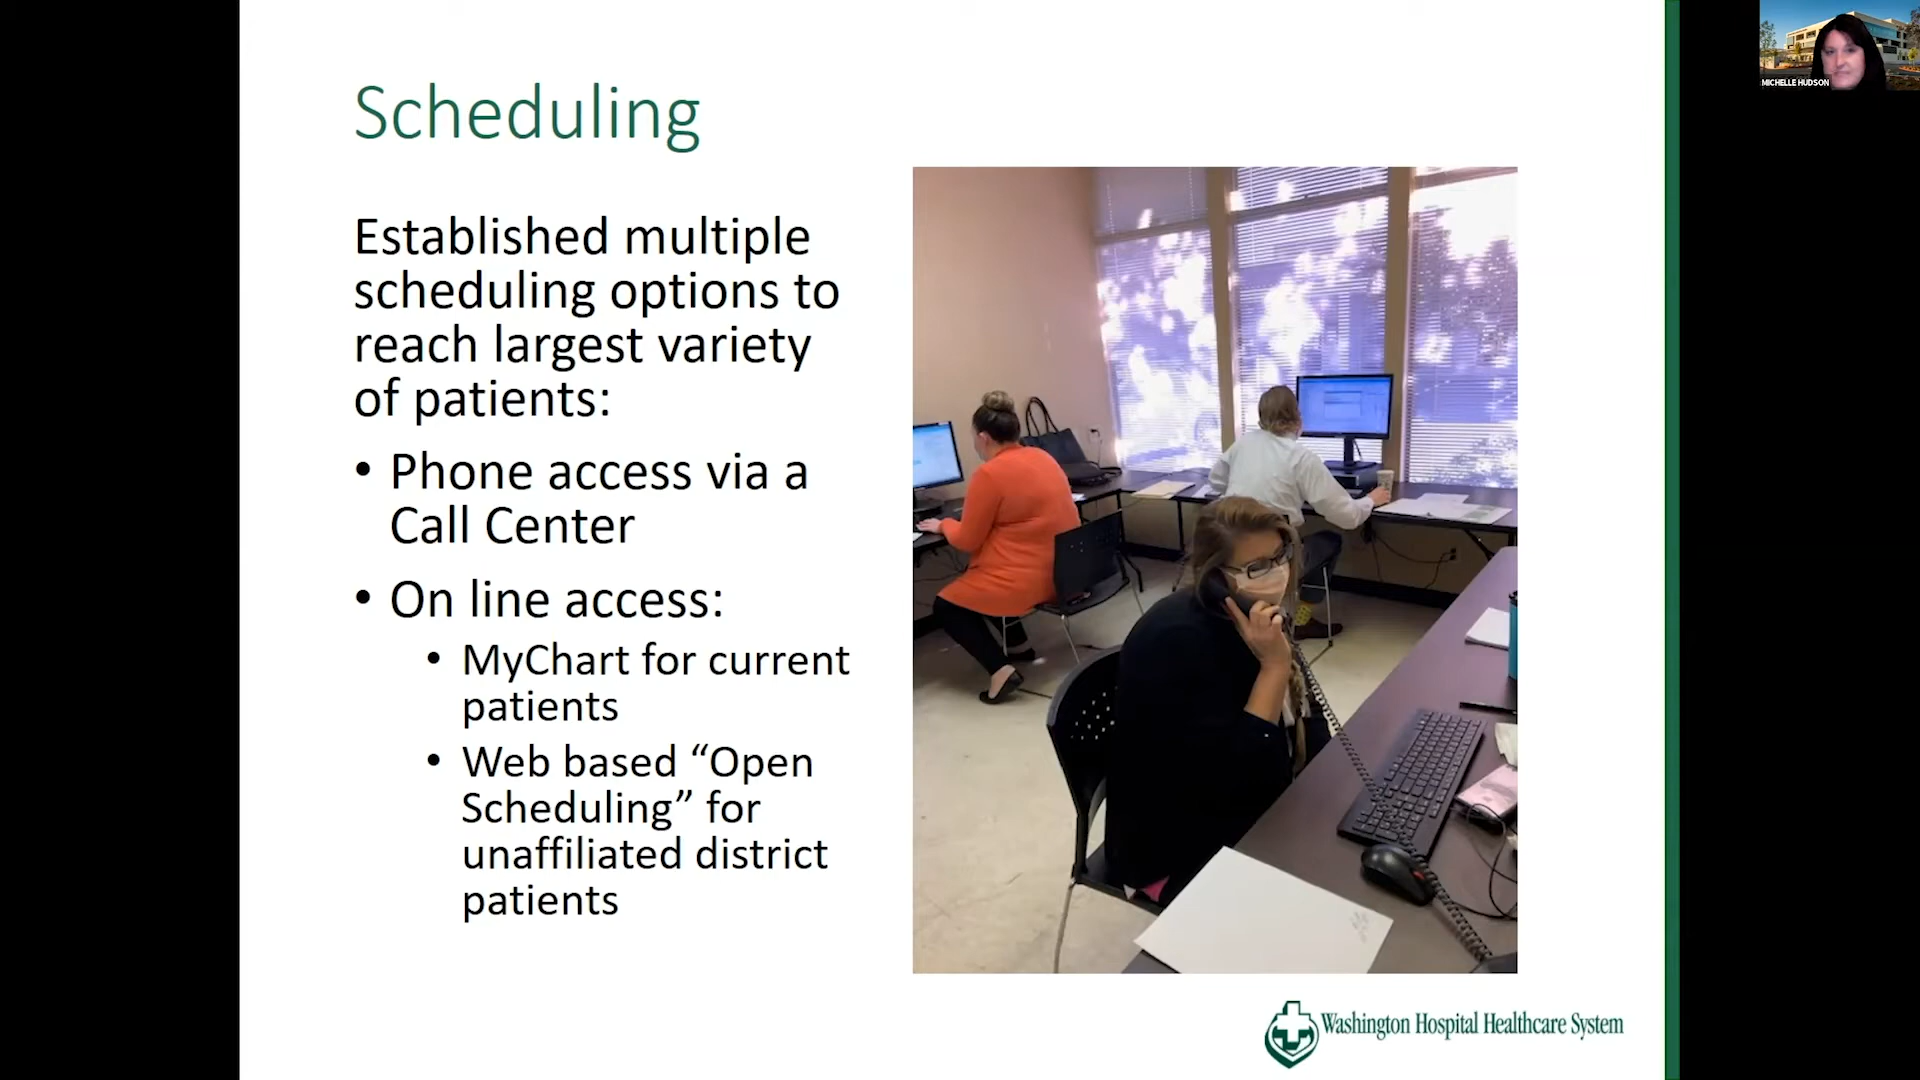 Scheduling
MICHELLE HUDSON
Established multiple
scheduling options to
reach largest variety
of patients:
• Phone access via a
Call Center
• On line access:
• MyChart for current
patients
• Web based “Open
Scheduling” for
unaffiliated district
patients
Washington Hospital Healthcare System